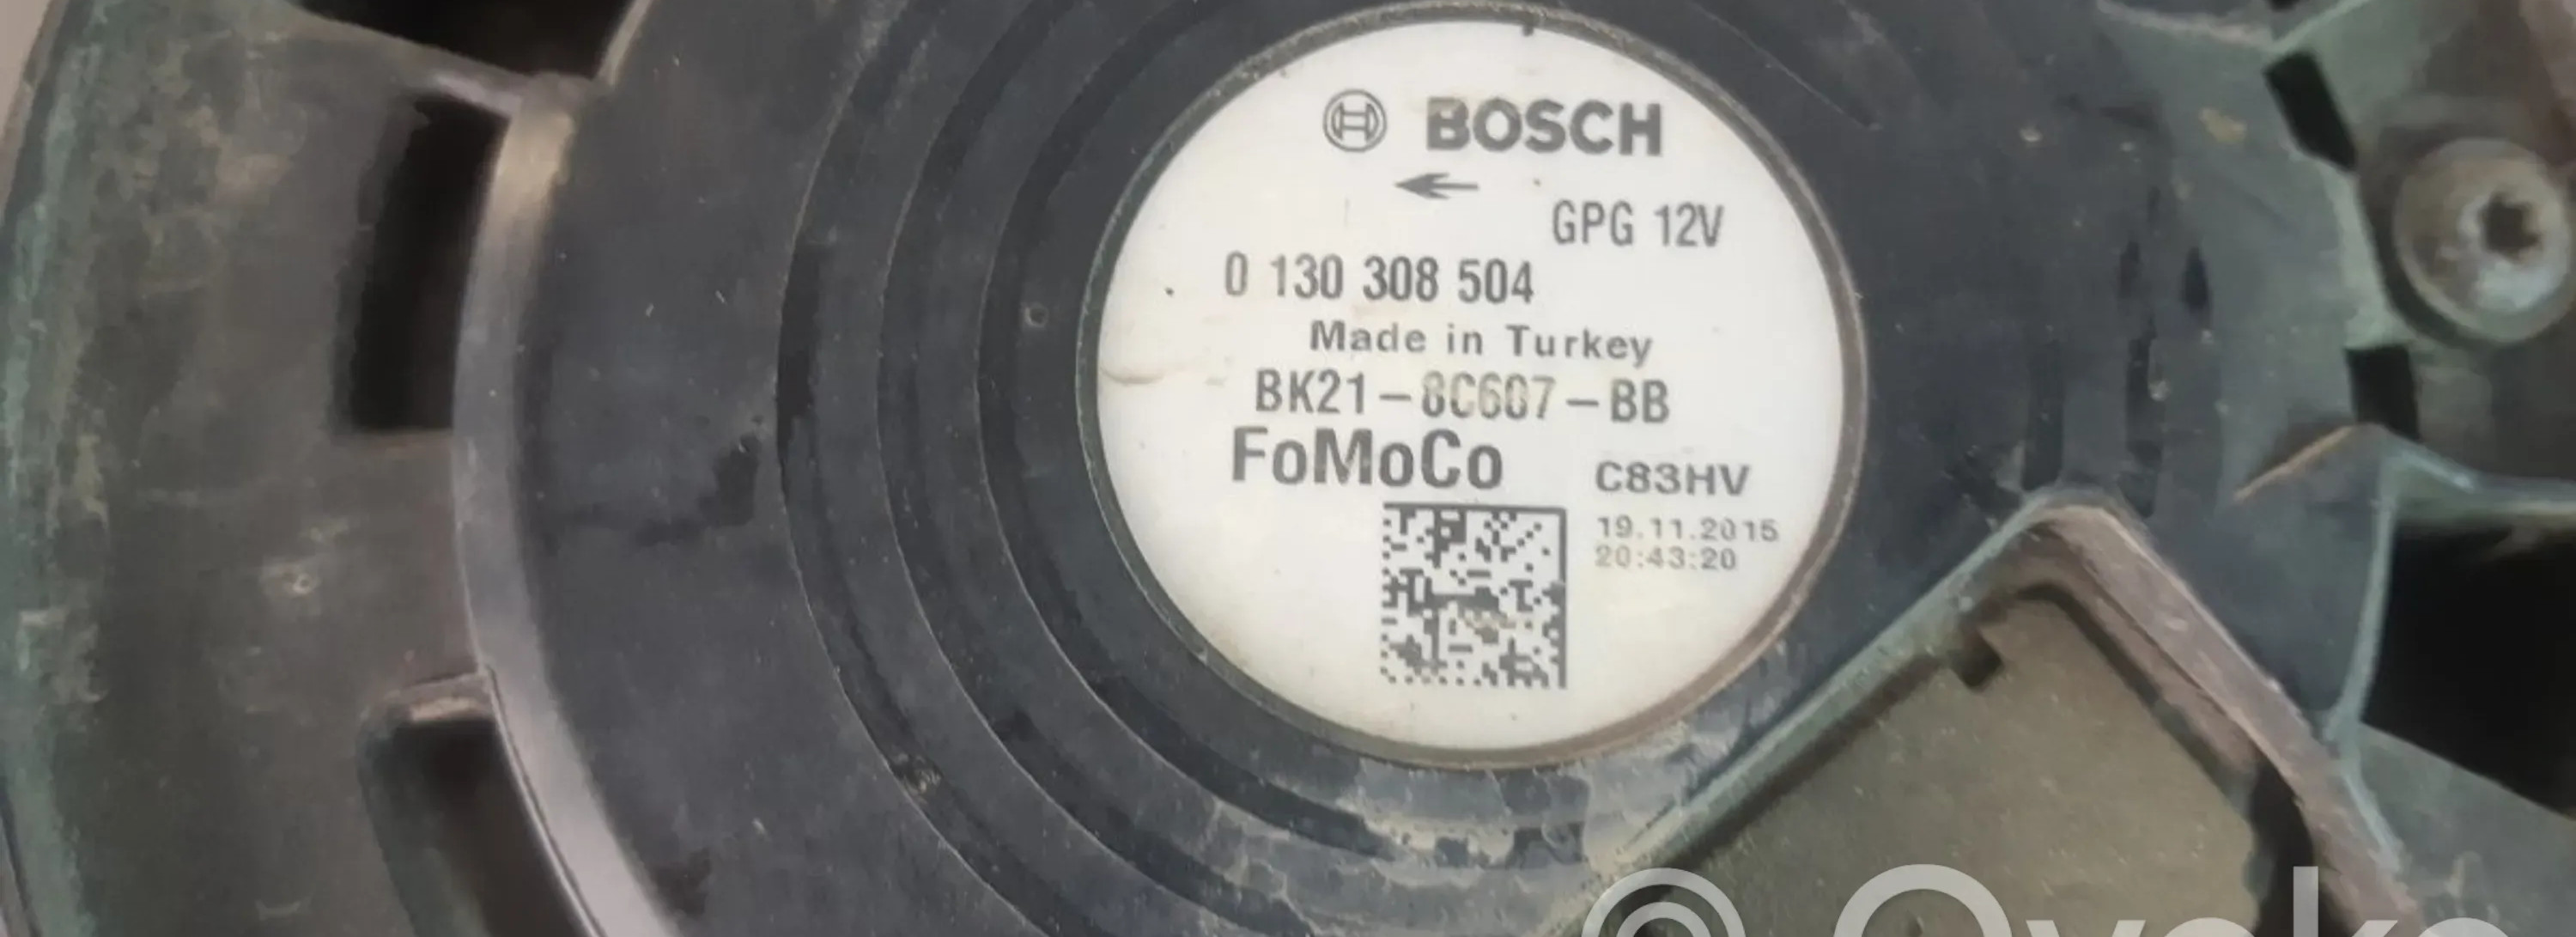 BOSCH
GPG 12V
0 130 308 504
Made in Turkey
BK21-8C607-BB
FoMoCo C83HV
19.11.2015
20:43:20